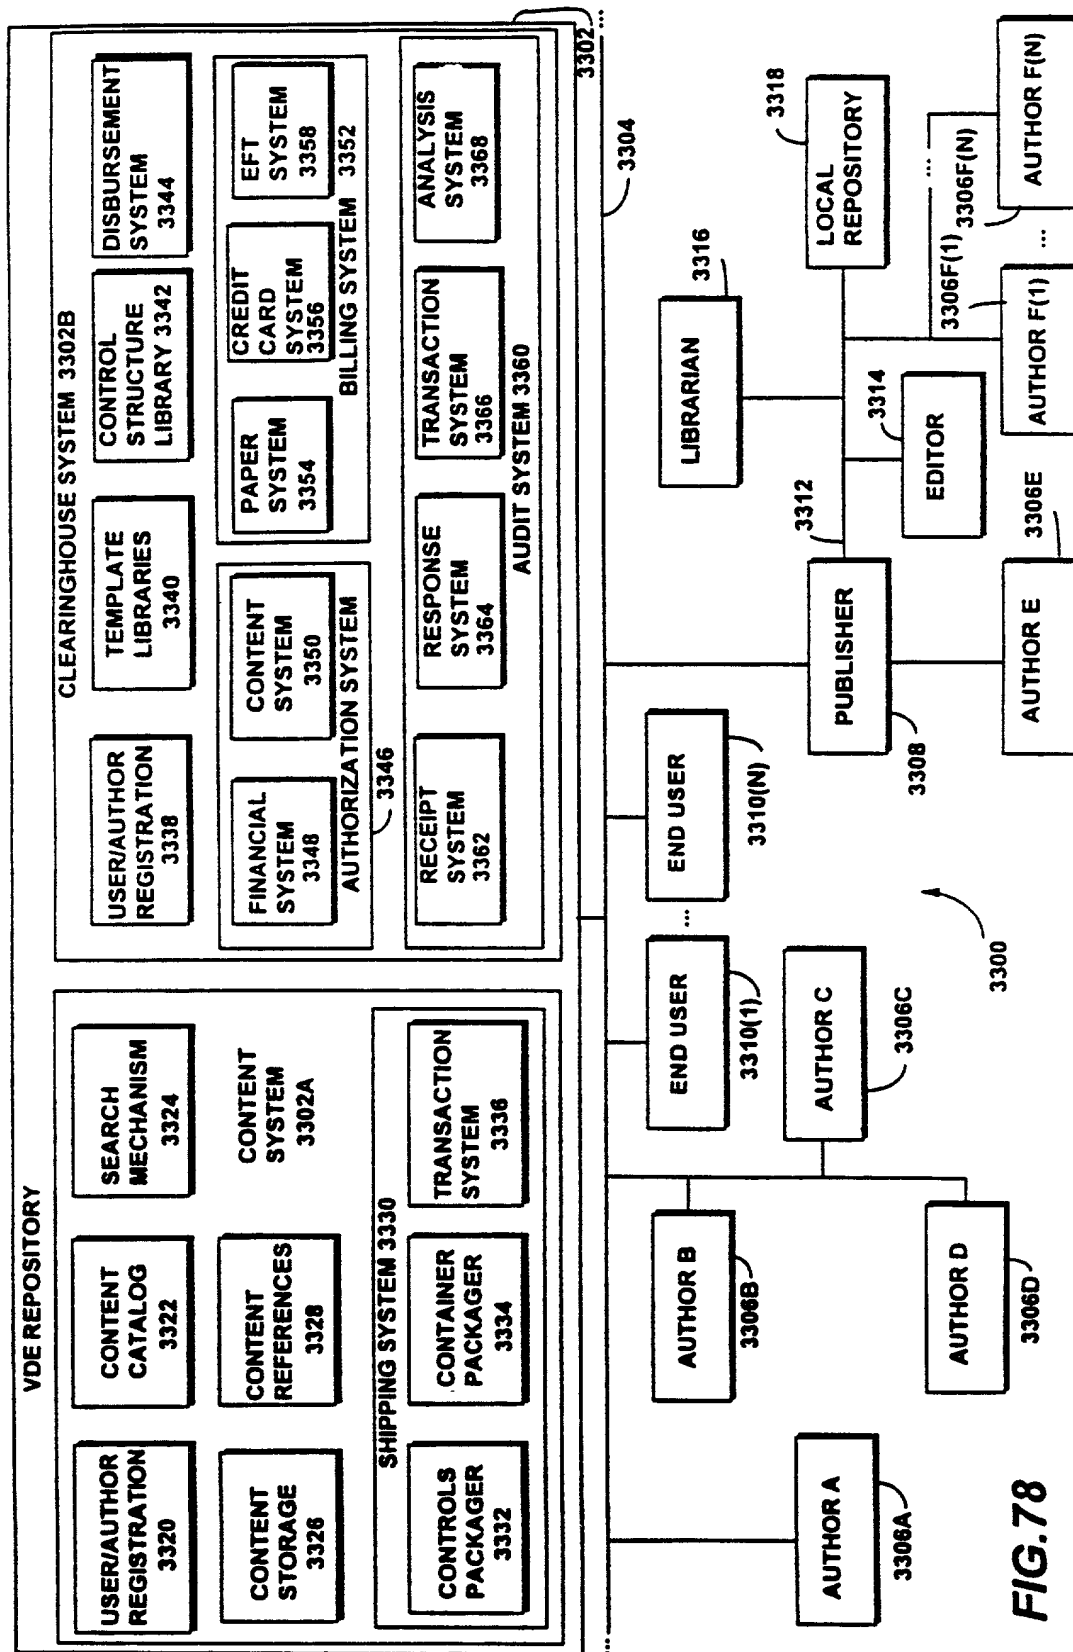 VDE REPOSITORY
USER/AUTHOR
REGISTRATION
3320
CONTENT
CATALOG
3322
SEARCH
MECHANISM
3324
CONTENT
STORAGE
3326
CONTENT
REFERENCES
3328
CONTENT
SYSTEM
3302A
SHIPPING SYSTEM 3330
CONTROLS
PACKAGER
3332
CONTAINER
PACKAGER
3334
TRANSACTION
SYSTEM
3336
CLEARINGHOUSE SYSTEM 3302B
USER/AUTHOR
REGISTRATION
3338
TEMPLATE
LIBRARIES
3340
CONTROL
STRUCTURE
LIBRARY 3342
DISBURSEMENT
SYSTEM
3344
FINANCIAL
SYSTEM
3348
CONTENT
SYSTEM
3350
AUTHORIZATION SYSTEM
3346
PAPER
SYSTEM
3354
CREDIT
CARD
SYSTEM
3356
EFT
SYSTEM
3358
BILLING SYSTEM 3352
RECEIPT
SYSTEM
3362
RESPONSE
SYSTEM
3364
TRANSACTION
SYSTEM
3366
ANALYSIS
SYSTEM
3368
AUDIT SYSTEM 3360
3302
...
...
3304
AUTHOR A
3306A
AUTHOR B
3306B
AUTHOR C
3306C
AUTHOR D
3306D
END USER
3310(1)
...
END USER
3310(N)
3300
PUBLISHER
3308
3312
AUTHOR E
3306E
LIBRARIAN
3316
EDITOR
3314
LOCAL
REPOSITORY
3318
3306F(1)
AUTHOR F(1)
...
...
3306F(N)
AUTHOR F(N)
FIG.78